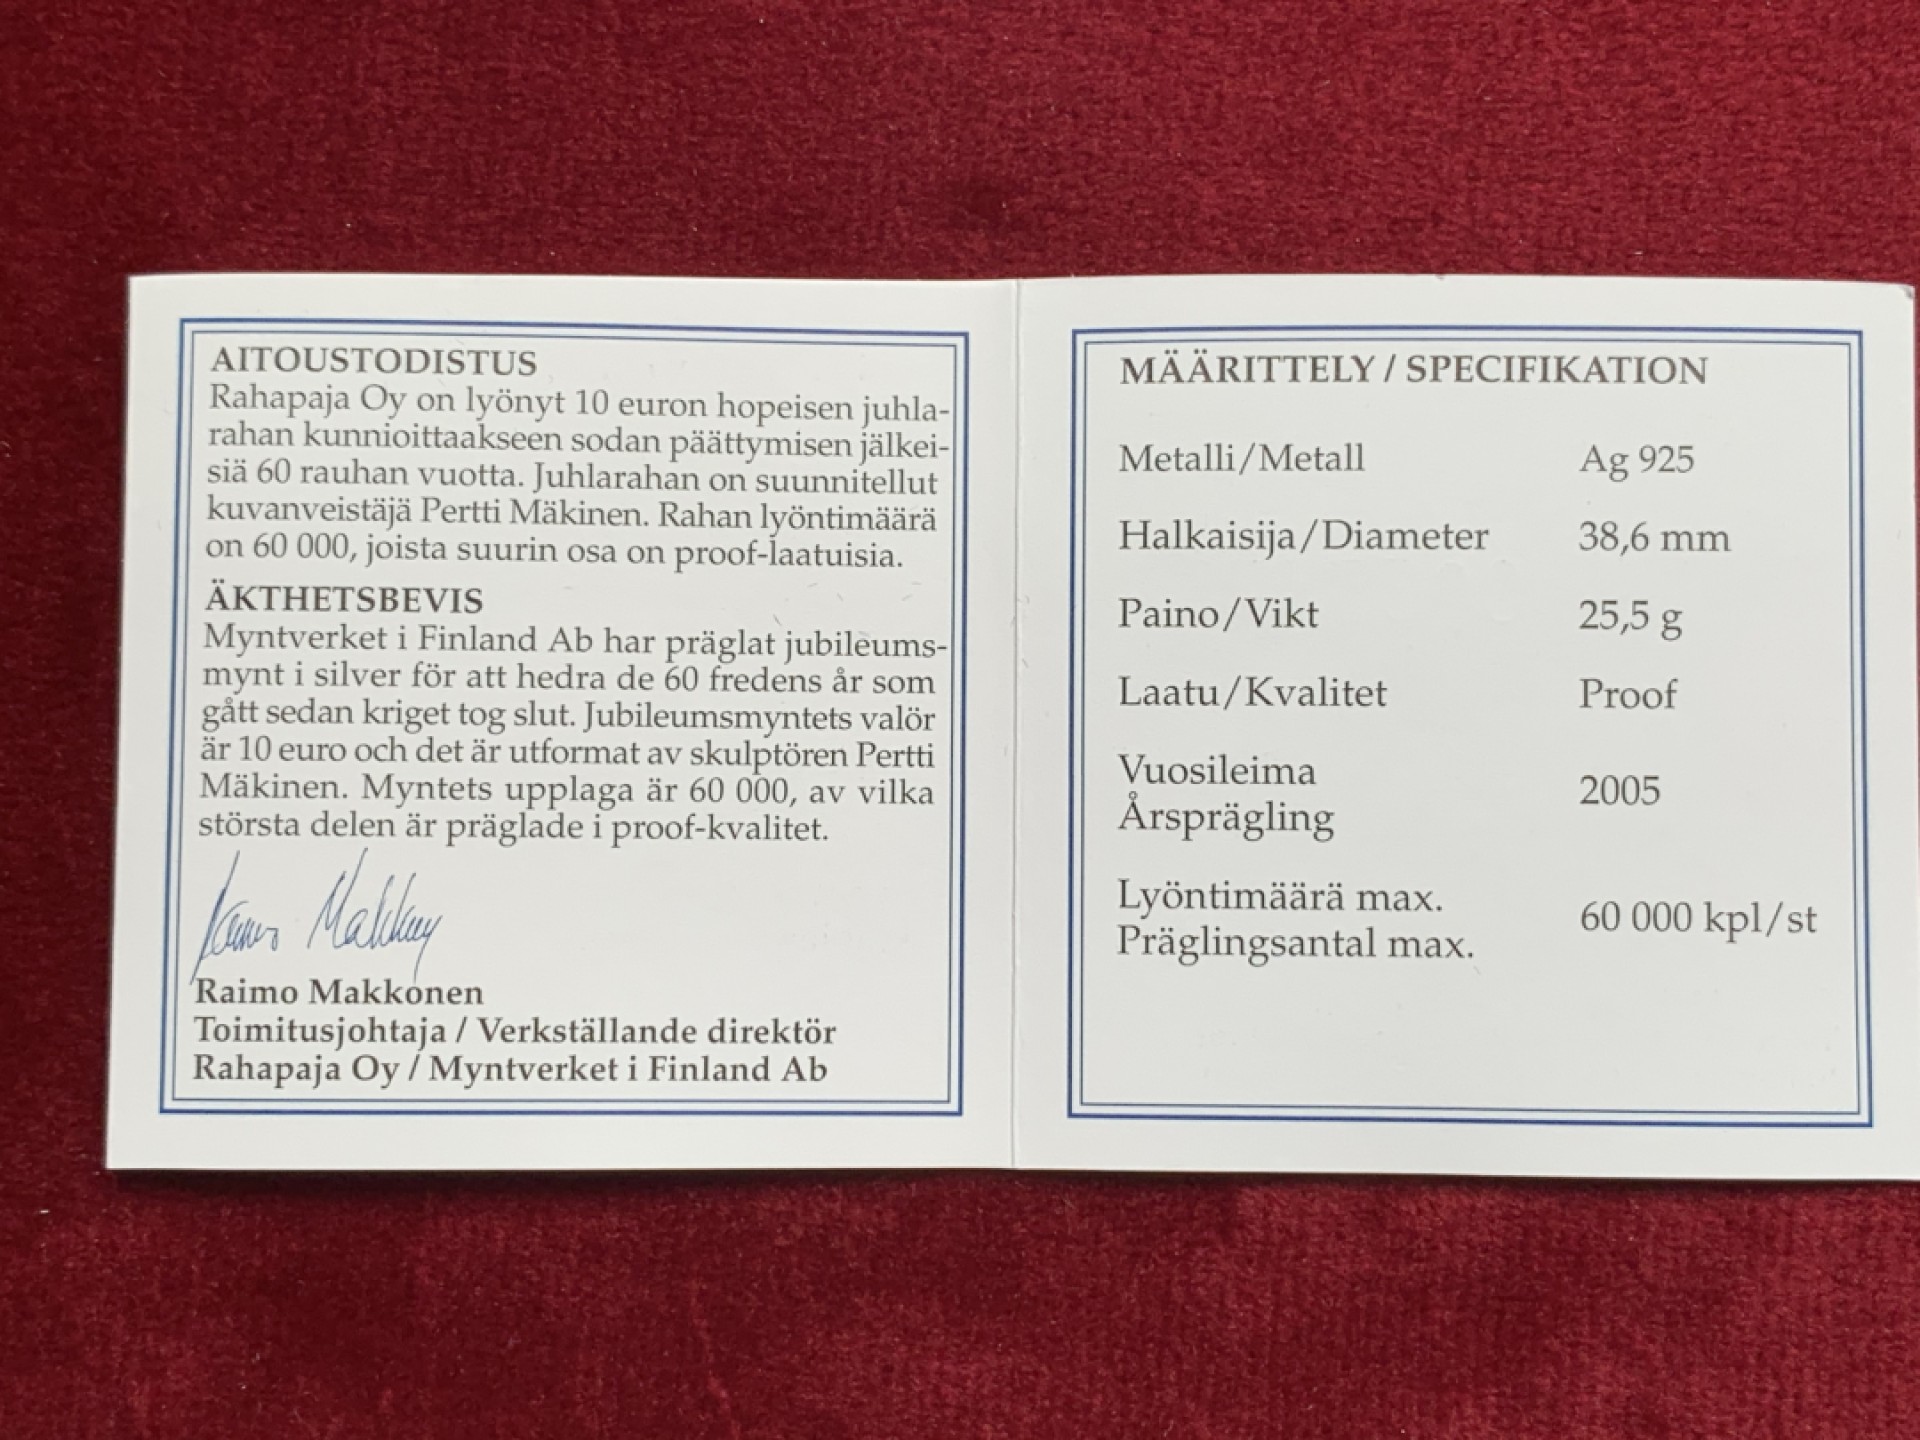 AITOUSTODISTUS
Rahapaja Oy on lyönyt 10 euron hopeisen juhla-
rahan kunnioittaakseen sodan päättymisen jälkei-
siä 60 rauhan vuotta. Juhlarahan on suunnitellut
kuvanveistäjä Pertti Mäkinen. Rahan lyöntimäärä
on 60 000, joista suurin osa on proof-laatuisia.
ÄKTHETSBEVIS
Myntverket i Finland Ab har präglat jubileums-
mynt i silver för att hedra de 60 fredens år som
gått sedan kriget tog slut. Jubileumsmyntets valör
är 10 euro och det är utformat av skulptören Pertti
Mäkinen. Myntets upplaga är 60 000, av vilka
största delen är präglade i proof-kvalitet.
Raimo Makkonen
Raimo Makkonen
Toimitusjohtaja / Verkställande direktör
Rahapaja Oy / Myntverket i Finland Ab
MÄÄRITTELY / SPECIFIKATION
Metalli/Metall Ag 925
Halkaisija/Diameter 38,6 mm
Paino/Vikt 25,5 g
Laatu/Kvalitet Proof
Vuosileima
Årsprägling 2005
Lyöntimäärä max.
Präglingsantal max. 60 000 kpl/st